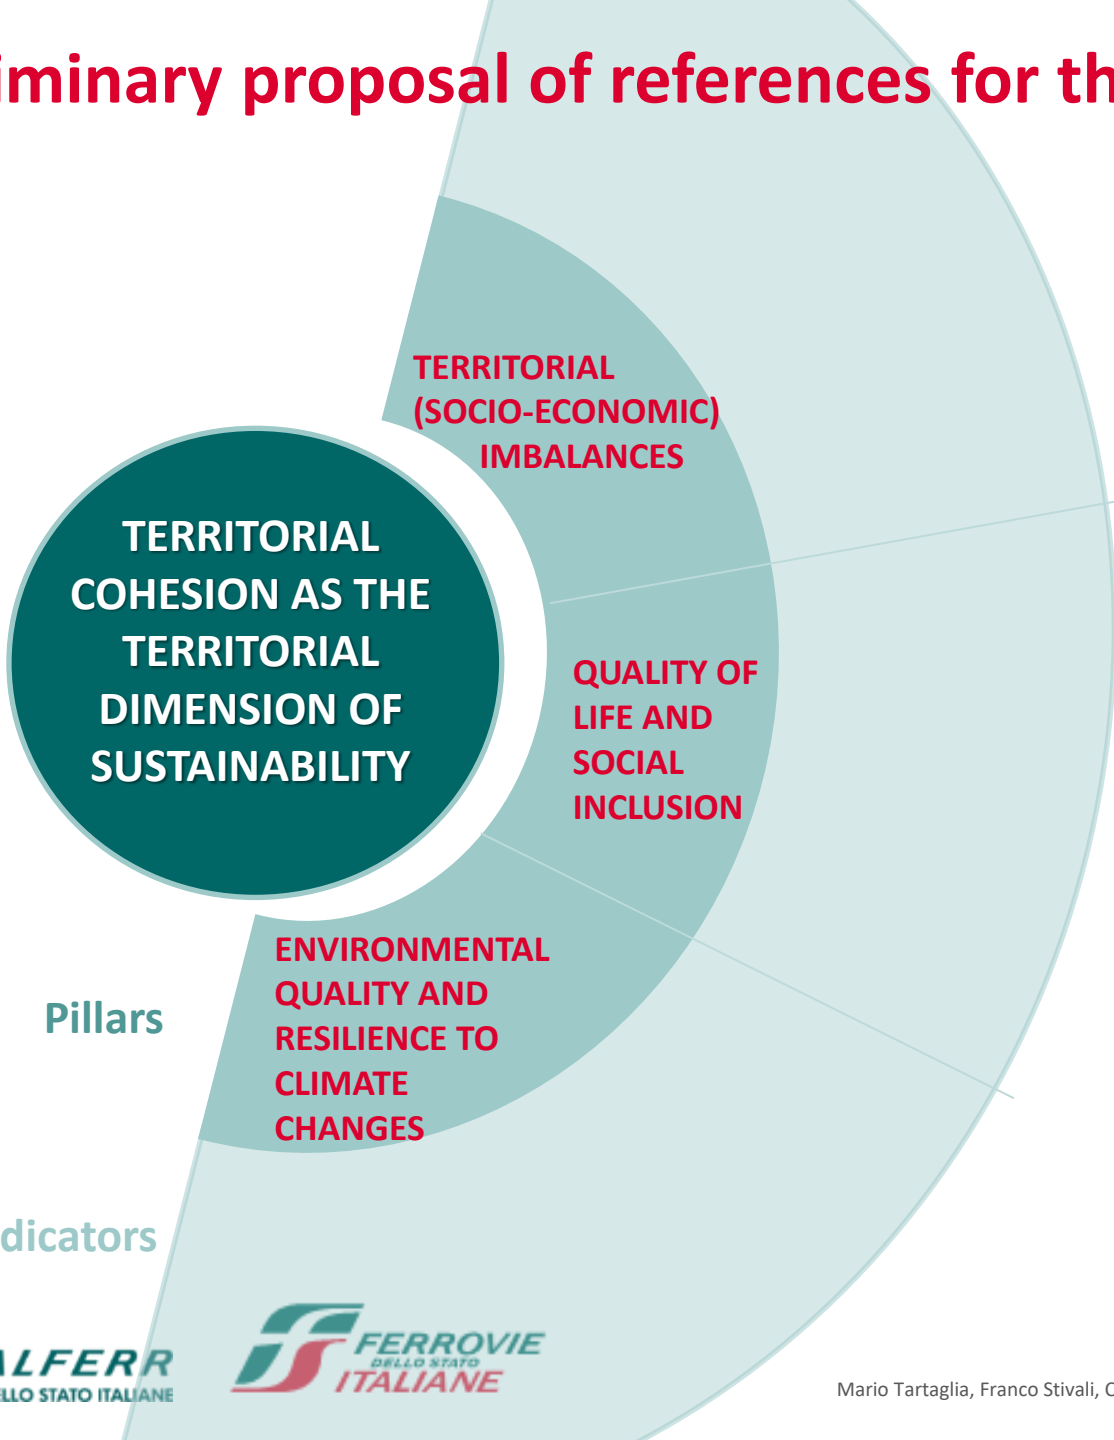 iminary proposal of references for th
TERRITORIAL
(SOCIO-ECONOMIC)
IMBALANCES
TERRITORIAL
COHESION AS THE
TERRITORIAL
DIMENSION OF
SUSTAINABILITY
QUALITY OF
LIFE AND
SOCIAL
INCLUSION
ENVIRONMENTAL
QUALITY AND
RESILIENCE TO
CLIMATE
CHANGES
Pillars
dicators
ALFERR
ELLO STATO ITALIANE
FERROVIE
DELLO STATO
ITALIANE
Mario Tartaglia, Franco Stivali, C